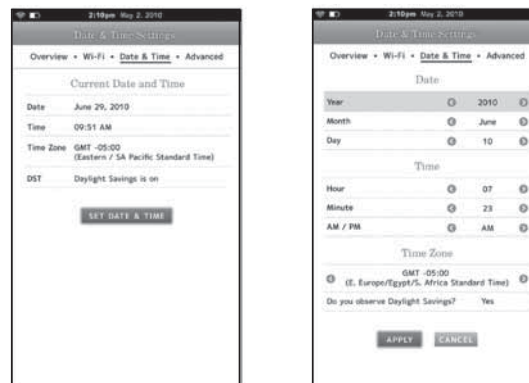 2:10pm May 2, 2010
Date & Time Settings
Overview • Wi-Fi • Date & Time • Advanced
Current Date and Time
Date June 29, 2010
Time 09:51 AM
Time Zone GMT -05:00
(Eastern / SA Pacific Standard Time)
DST Daylight Savings is on
SET DATE & TIME
2:10pm May 2, 2010
Date & Time Settings
Overview • Wi-Fi • Date & Time • Advanced
Date
Year 2010
Month June
Day 10
Time
Hour 07
Minute 23
AM / PM AM
Time Zone
GMT -05:00
(E. Europe/Egypt/S. Africa Standard Time)
Do you observe Daylight Savings? Yes
APPLY CANCEL